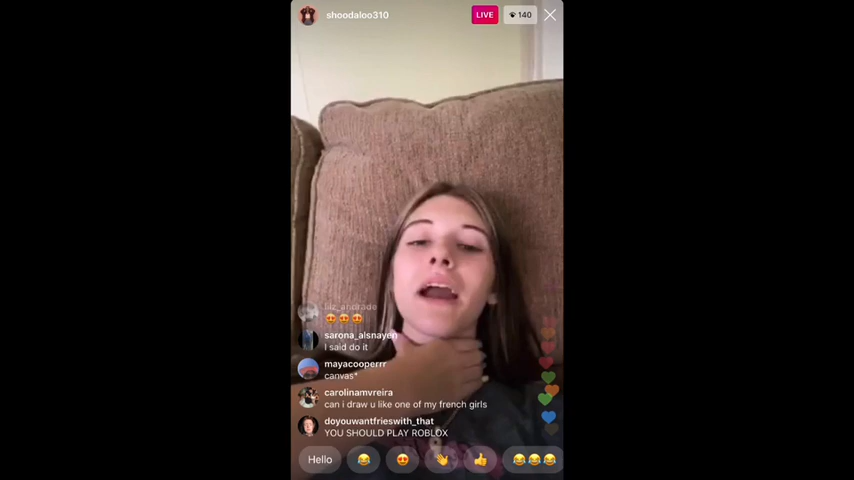 shoodaloo310
LIVE
140
liz_andrade
😍😍😍
sarona_alsnayen
I said do it
mayacooperrr
canvas*
carolinamvreira
can i draw u like one of my french girls
doyouwantfrieswith_that
YOU SHOULD PLAY ROBLOX
Hello
😂
😍
👋
👍
😂😂😂